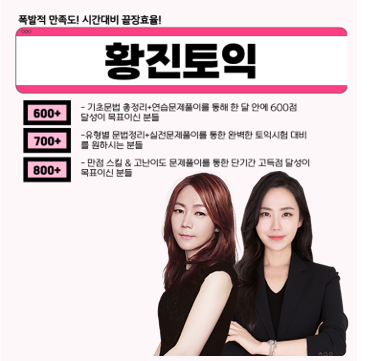 폭발적 만족도! 시간대비 끝장효율!
황진토익
600+
- 기초문법 총정리+연습문제풀이를 통해 한 달 안에 600점
달성이 목표이신 분들
700+
-유형별 문법정리+실전문제풀이를 통한 완벽한 토익시험 대비
를 원하시는 분들
800+
- 만점 스킬 & 고난이도 문제풀이를 통한 단기간 고득점 달성이
목표이신 분들